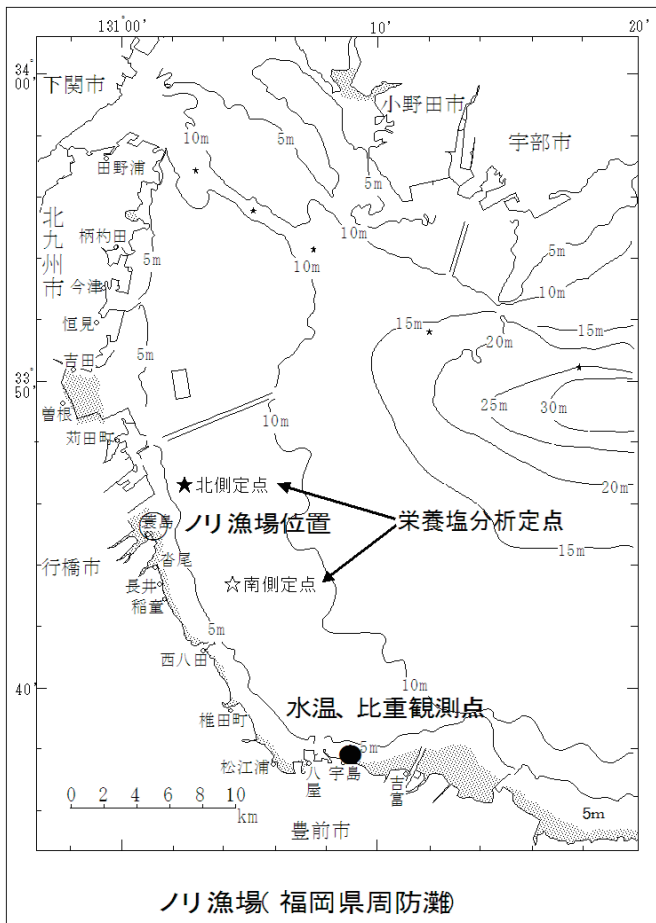 131°00′
10′
20′
34°
00′
下関市
小野田市
宇部市
10m
5m
5m
田野浦
10m
5m
北九州市
柄杓田
5m
10m
10m
今津
15m
15m
恒見
20m
5m
吉田
33°
50′
25m
30m
曽根
10m
苅田町
20m
★北側定点
栄養塩分析定点
蓑島
ノリ漁場位置
15m
行橋市
沓尾
☆南側定点
長井
稲童
5m
西八田
40′
10m
水温、比重観測点
椎田町
5m
松江浦
八屋
宇島
吉富
0 2 4 6 8 10
km
5m
豊前市
ノリ漁場(福岡県周防灘)